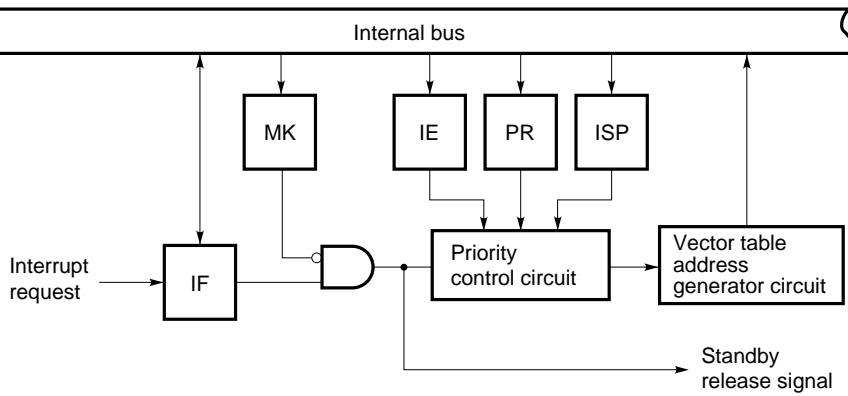 Internal bus
MK
IE
PR
ISP
Interrupt
request
IF
Priority
control circuit
Vector table
address
generator circuit
Standby
release signal